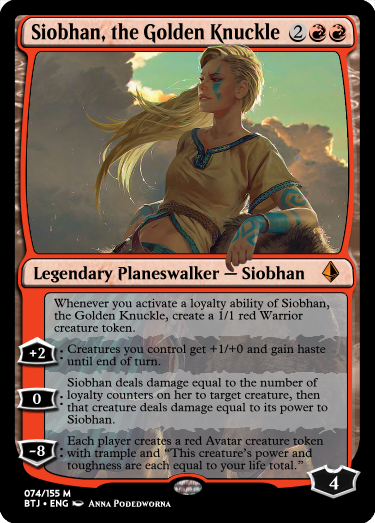 Siobhan, the Golden Knuckle 2
Legendary Planeswalker — Siobhan
Whenever you activate a loyalty ability of Siobhan,
the Golden Knuckle, create a 1/1 red Warrior
creature token.
+2: Creatures you control get +1/+0 and gain haste
until end of turn.
0: Siobhan deals damage equal to the number of
loyalty counters on her to target creature, then
that creature deals damage equal to its power to
Siobhan.
-8: Each player creates a red Avatar creature token
with trample and “This creature's power and
toughness are each equal to your life total.”
4
074/155 M
BTJ • ENG Anna Podedworna